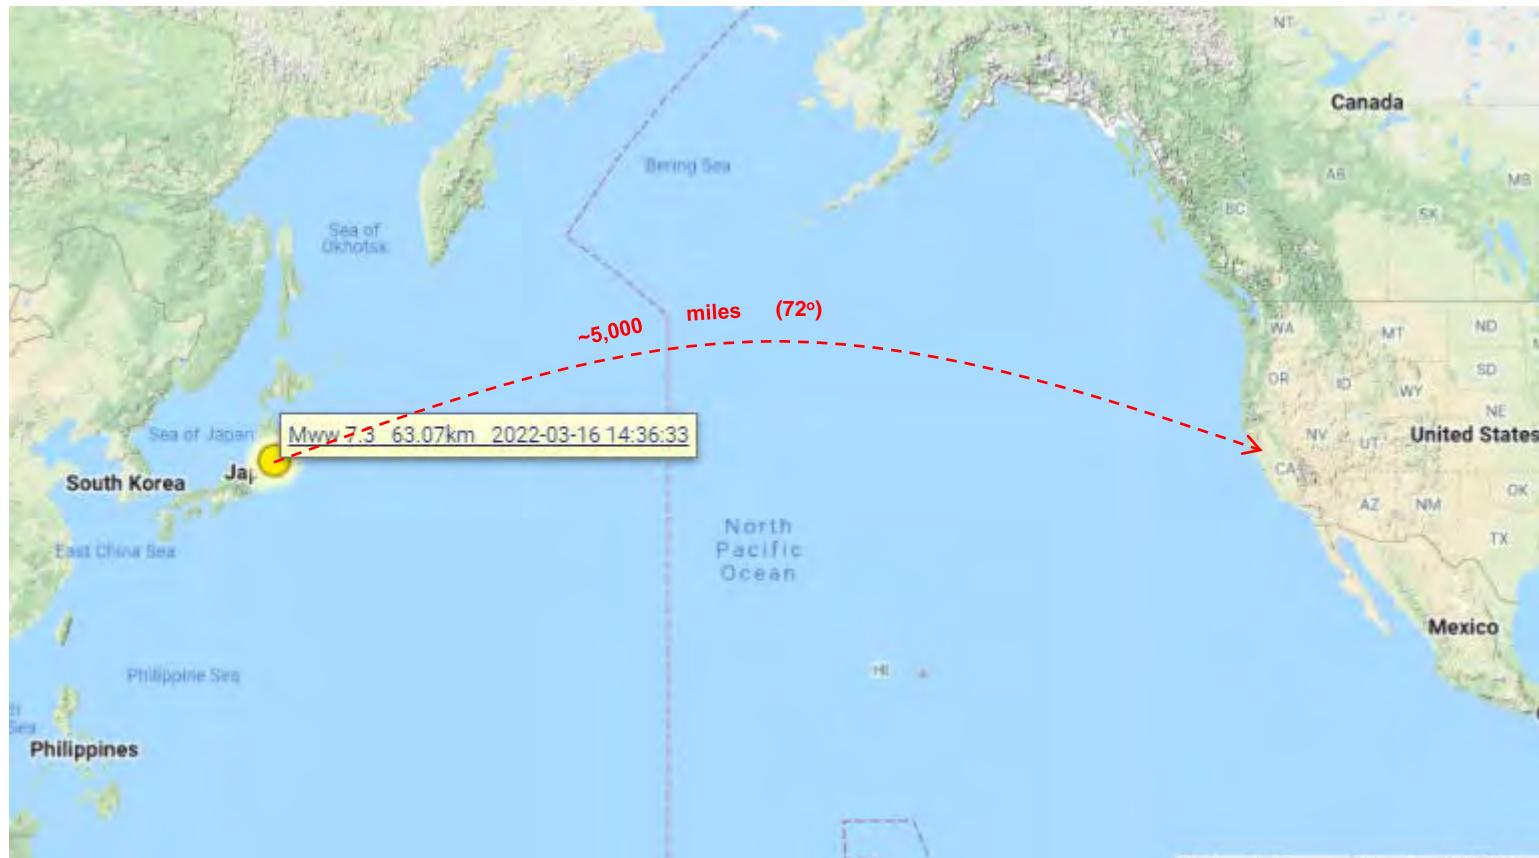 NT
YT
Canada
Bering Sea
AB
MB
SK
BC
Sea of
Okhotsk
~5,000 miles (72º)
WA
MT
ND
OR
ID
WY
SD
NE
Mww 7.3 63.07km 2022-03-16 14:36:33
Sea of Japan
NV
UT
United States
Jap
CA
South Korea
AZ
NM
OK
TX
North
Pacific
Ocean
East China Sea
Mexico
HI
Philippine Sea
Sea
Philippines